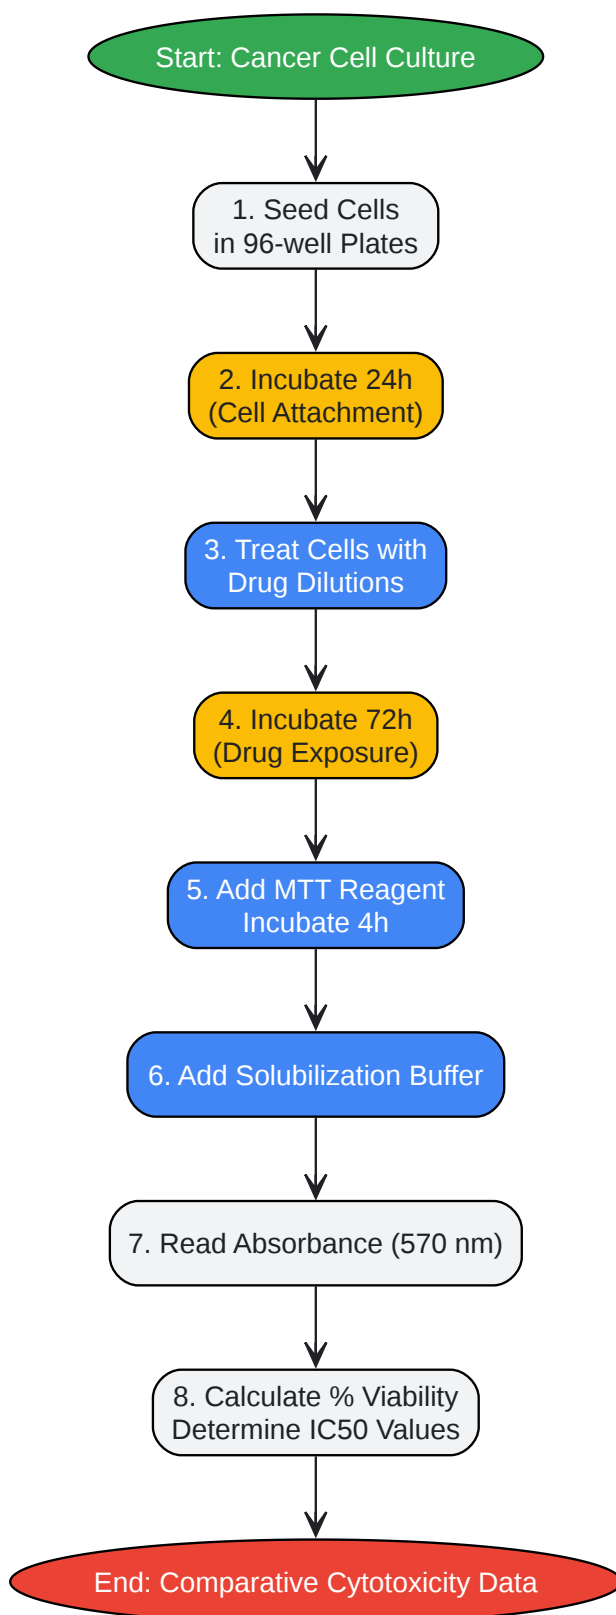 Start: Cancer Cell Culture
1. Seed Cells
in 96-well Plates
2. Incubate 24h
(Cell Attachment)
3. Treat Cells with
Drug Dilutions
4. Incubate 72h
(Drug Exposure)
5. Add MTT Reagent
Incubate 4h
6. Add Solubilization Buffer
7. Read Absorbance (570 nm)
8. Calculate % Viability
Determine IC50 Values
End: Comparative Cytotoxicity Data